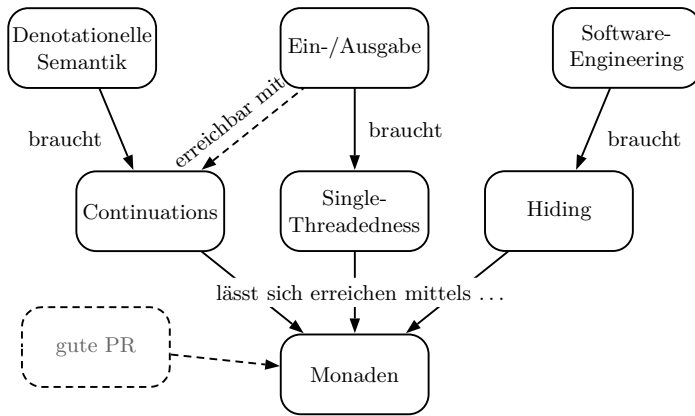 Denotationelle
Semantik
Ein-/Ausgabe
Software-
Engineering
braucht
erreichbar mit
braucht
braucht
Continuations
Single-
Threadedness
Hiding
lässt sich erreichen mittels …
gute PR
Monaden